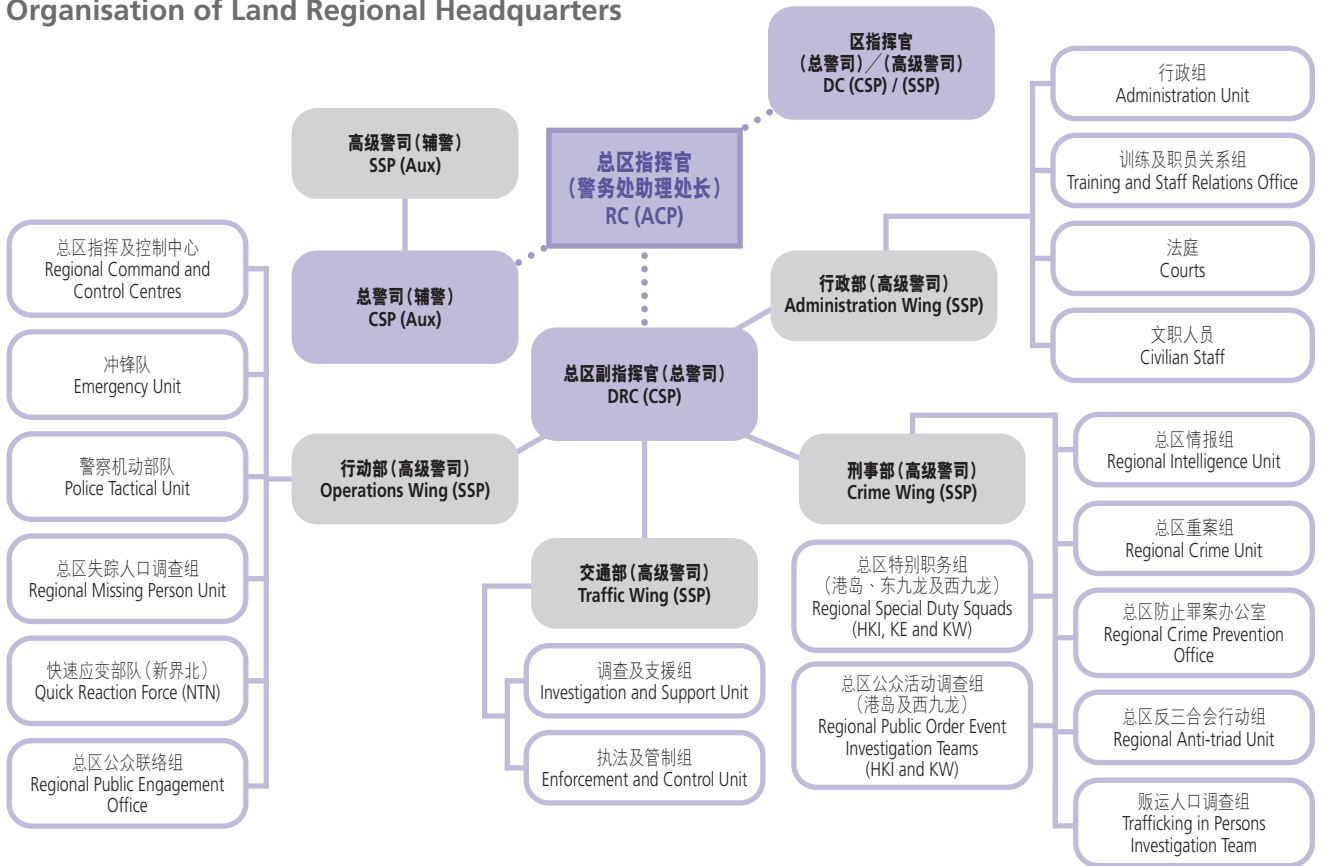 Organisation of Land Regional Headquarters
区指挥官
(总警司)／(高级警司)
DC (CSP) / (SSP)
高级警司(辅警)
SSP (Aux)
总区指挥官
(警务处助理处长)
RC (ACP)
总警司(辅警)
CSP (Aux)
总区副指挥官(总警司)
DRC (CSP)
行政部(高级警司)
Administration Wing (SSP)
行政组
Administration Unit
训练及职员关系组
Training and Staff Relations Office
法庭
Courts
文职人员
Civilian Staff
总区指挥及控制中心
Regional Command and
Control Centres
冲锋队
Emergency Unit
警察机动部队
Police Tactical Unit
总区失踪人口调查组
Regional Missing Person Unit
快速应变部队(新界北)
Quick Reaction Force (NTN)
总区公众联络组
Regional Public Engagement
Office
行动部(高级警司)
Operations Wing (SSP)
交通部(高级警司)
Traffic Wing (SSP)
调查及支援组
Investigation and Support Unit
执法及管制组
Enforcement and Control Unit
刑事部(高级警司)
Crime Wing (SSP)
总区特别职务组
(港岛、东九龙及西九龙)
Regional Special Duty Squads
(HKI, KE and KW)
总区公众活动调查组
(港岛及西九龙)
Regional Public Order Event
Investigation Teams
(HKI and KW)
总区情报组
Regional Intelligence Unit
总区重案组
Regional Crime Unit
总区防止罪案办公室
Regional Crime Prevention
Office
总区反三合会行动组
Regional Anti-triad Unit
贩运人口调查组
Trafficking in Persons
Investigation Team